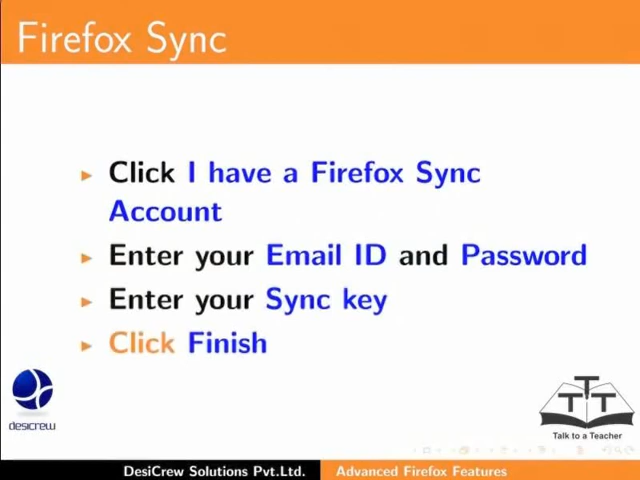 Firefox Sync
Click I have a Firefox Sync
Account
Enter your Email ID and Password
Enter your Sync key
Click Finish
desicrew
TTT
Talk to a Teacher
DesiCrew Solutions Pvt.Ltd. Advanced Firefox Features